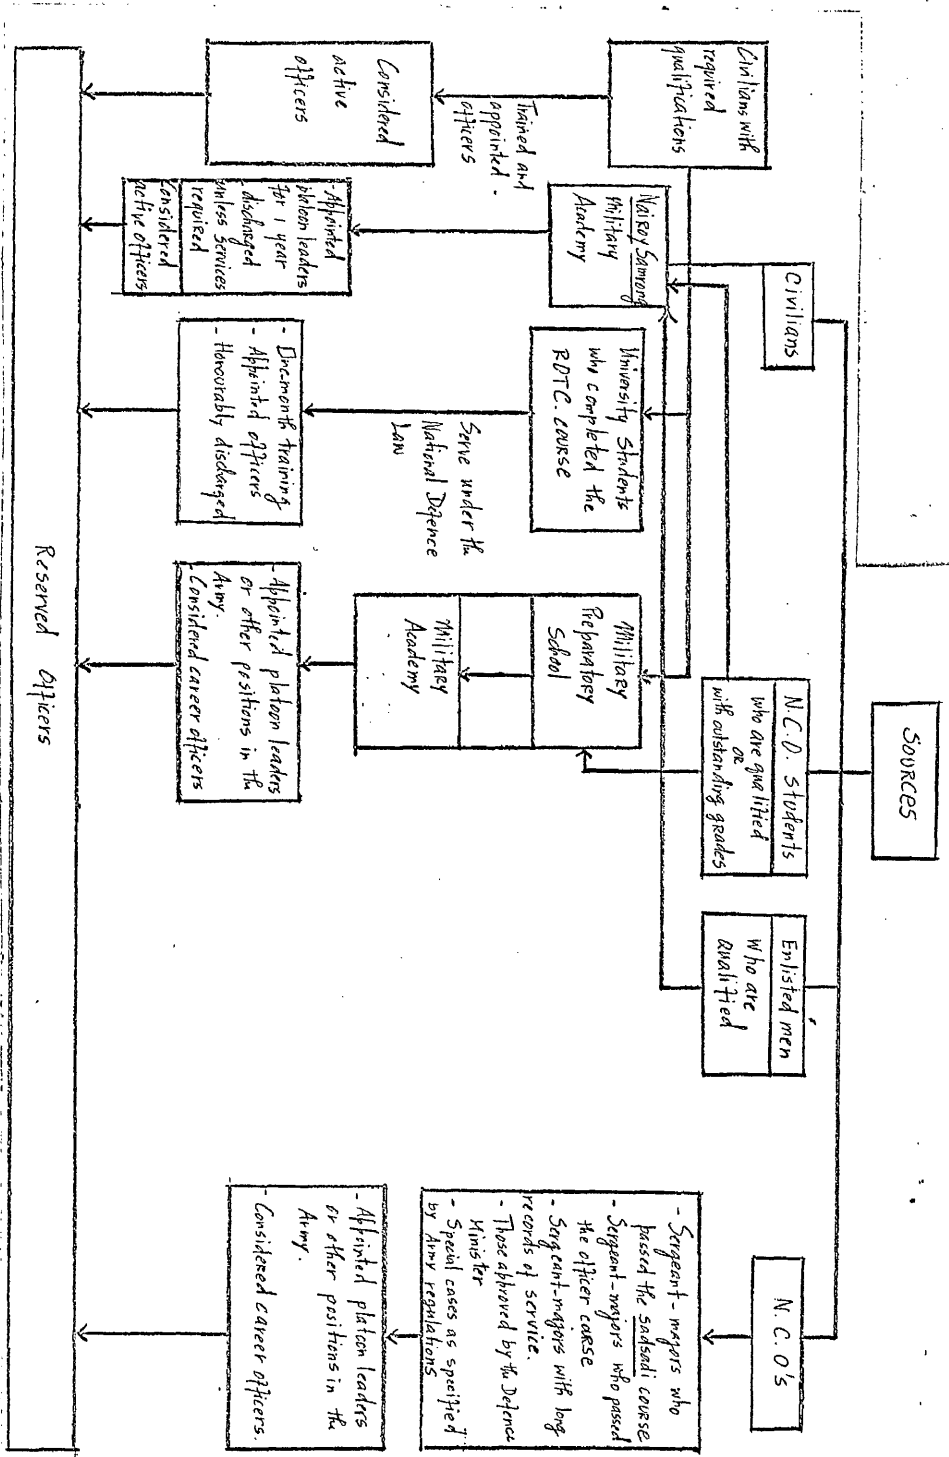 SOURCES
Civilians
N.C.O. Students
who are qualified
OR
with outstanding grades
Enlisted men
who are
qualified
N.C.O's
Civilians with
required
qualifications
Nairoy Samrong
Military
Academy
University Students
who completed the
ROTC. COURSE
Military
Preparatory
School
Military
Academy
- Sergeant-majors who
passed the sadsadi course
- Sergeant-majors who passed
the officer carse
- Sergeant-majors with long
records of service.
- Those approved by the Defence
Minister
- Special cases as specified
by Army regulations
Trained and
appointed
officers
Serve under the
National Defence
Law
Considered
active
officers
- Appointed
platoon leaders
for 1 year
discharged
unless services
required
Considered
active officers
- One-month training
- Appointed officers
- Honourably discharged
- Appointed platoon leaders
or other positions in the
Army.
- Considered career officers
- Appointed platoon leaders
or other positions in the
Army.
- Considered career officers.
Reserved Officers